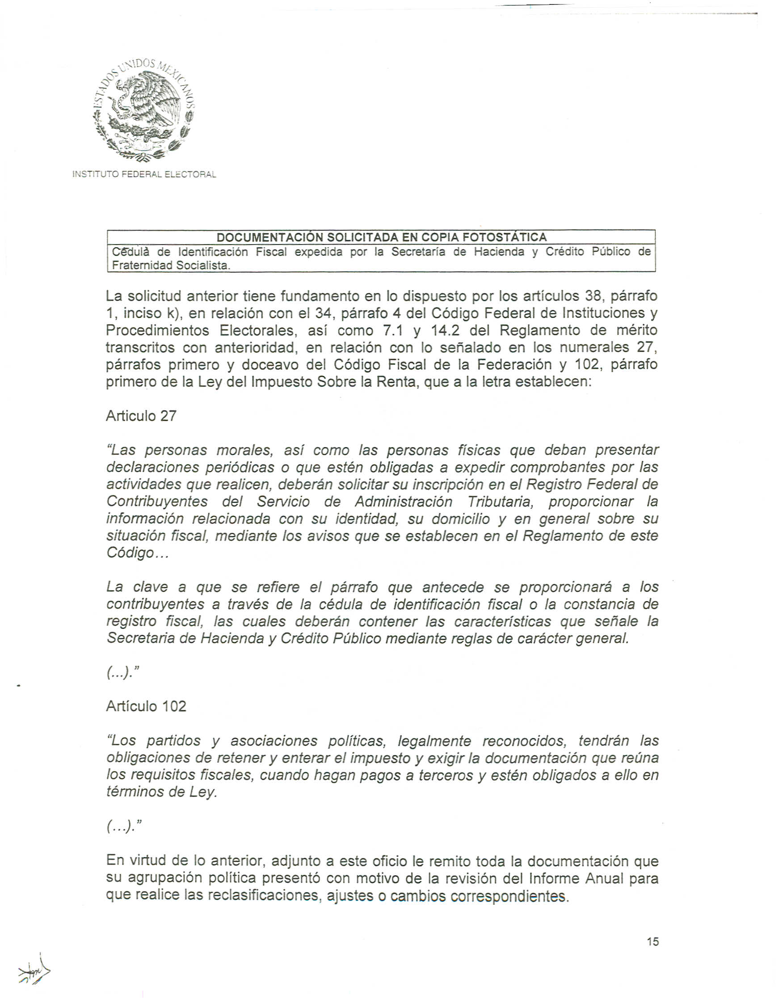 ESTADOS UNIDOS MEXICANOS
INSTITUTO FEDERAL ELECTORAL
DOCUMENTACIÓN SOLICITADA EN COPIA FOTOSTÁTICA
Cédula de Identificación Fiscal expedida por la Secretaría de Hacienda y Crédito Público de
Fraternidad Socialista.
La solicitud anterior tiene fundamento en lo dispuesto por los artículos 38, párrafo
1, inciso k), en relación con el 34, párrafo 4 del Código Federal de Instituciones y
Procedimientos Electorales, así como 7.1 y 14.2 del Reglamento de mérito
transcritos con anterioridad, en relación con lo señalado en los numerales 27,
párrafos primero y doceavo del Código Fiscal de la Federación y 102, párrafo
primero de la Ley del Impuesto Sobre la Renta, que a la letra establecen:
Articulo 27
“Las personas morales, así como las personas físicas que deban presentar
declaraciones periódicas o que estén obligadas a expedir comprobantes por las
actividades que realicen, deberán solicitar su inscripción en el Registro Federal de
Contribuyentes del Servicio de Administración Tributaria, proporcionar la
información relacionada con su identidad, su domicilio y en general sobre su
situación fiscal, mediante los avisos que se establecen en el Reglamento de este
Código...
La clave a que se refiere el párrafo que antecede se proporcionará a los
contribuyentes a través de la cédula de identificación fiscal o la constancia de
registro fiscal, las cuales deberán contener las características que señale la
Secretaria de Hacienda y Crédito Público mediante reglas de carácter general.
(...).”
Artículo 102
“Los partidos y asociaciones políticas, legalmente reconocidos, tendrán las
obligaciones de retener y enterar el impuesto y exigir la documentación que reúna
los requisitos fiscales, cuando hagan pagos a terceros y estén obligados a ello en
términos de Ley.
(...).”
En virtud de lo anterior, adjunto a este oficio le remito toda la documentación que
su agrupación política presentó con motivo de la revisión del Informe Anual para
que realice las reclasificaciones, ajustes o cambios correspondientes.
15